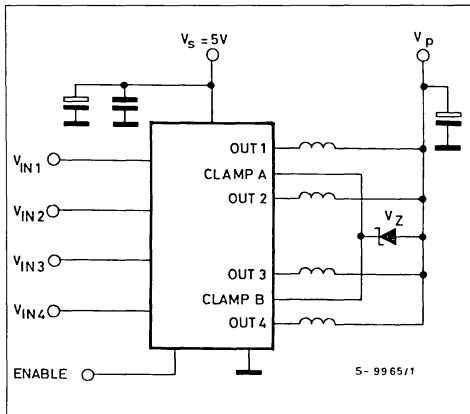 V_S = 5V
V_p
OUT 1
V_IN1
CLAMP A
OUT 2
V_IN2
V_Z
V_IN3
OUT 3
CLAMP B
V_IN4
OUT 4
ENABLE
S-9965/1